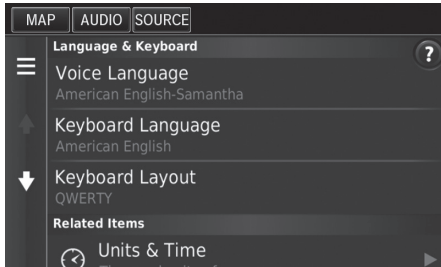 MAP AUDIO SOURCE
Language & Keyboard
?
Voice Language
American English-Samantha
Keyboard Language
American English
Keyboard Layout
QWERTY
Related Items
Units & Time